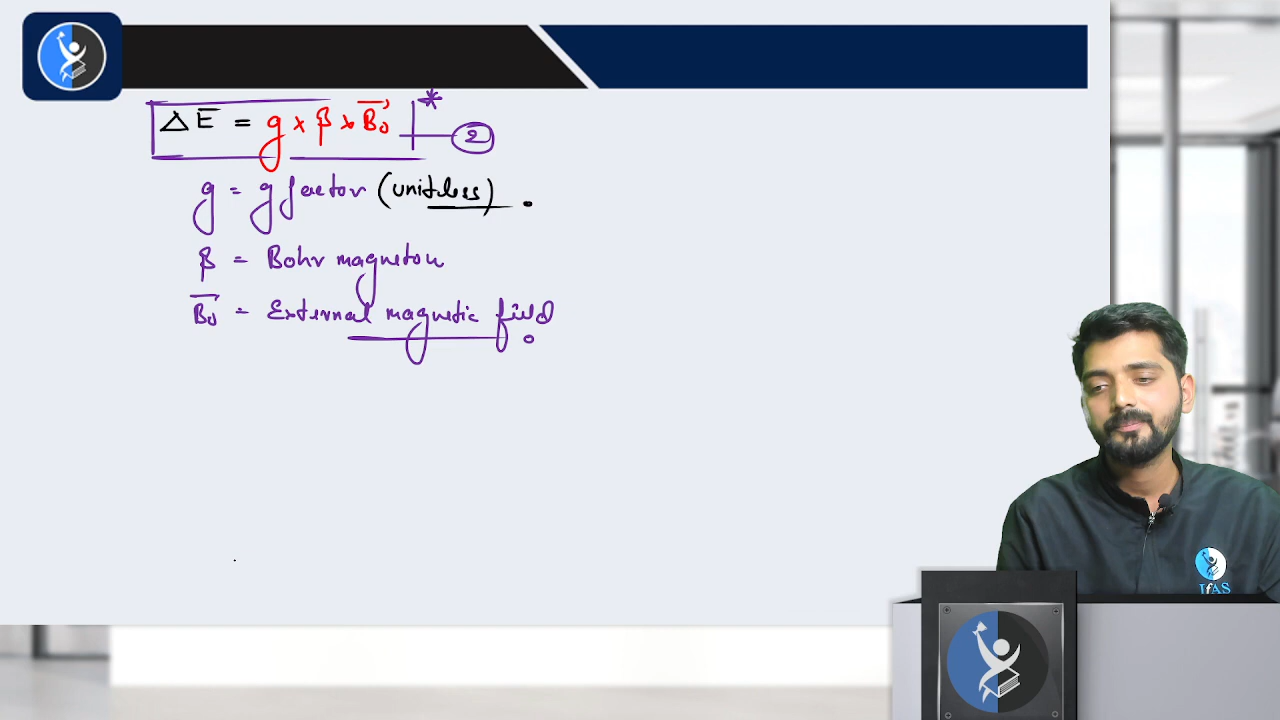 ΔE = g × β × B₀ *
②
g = g factor (unitless).
β = Bohr magneton
B₀ = External magnetic field.
IFAS